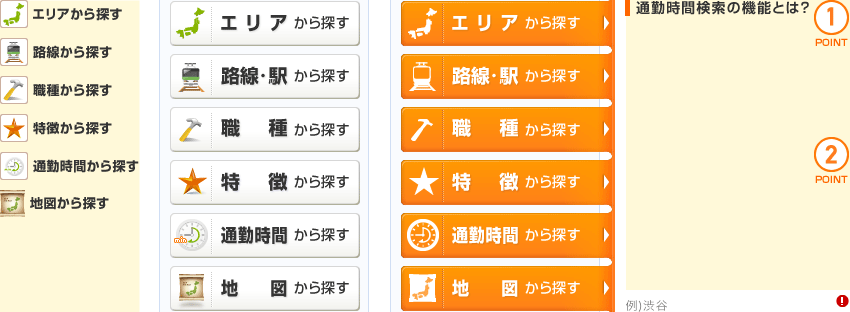 エリアから探す
路線から探す
職種から探す
特徴から探す
通勤時間から探す
地図から探す
エリア から探す
路線・駅 から探す
職 種 から探す
特 徴 から探す
通勤時間 から探す
地 図 から探す
エリア から探す
路線・駅 から探す
職 種 から探す
特 徴 から探す
通勤時間 から探す
地 図 から探す
通勤時間検索の機能とは?
1
POINT
2
POINT
例)渋谷